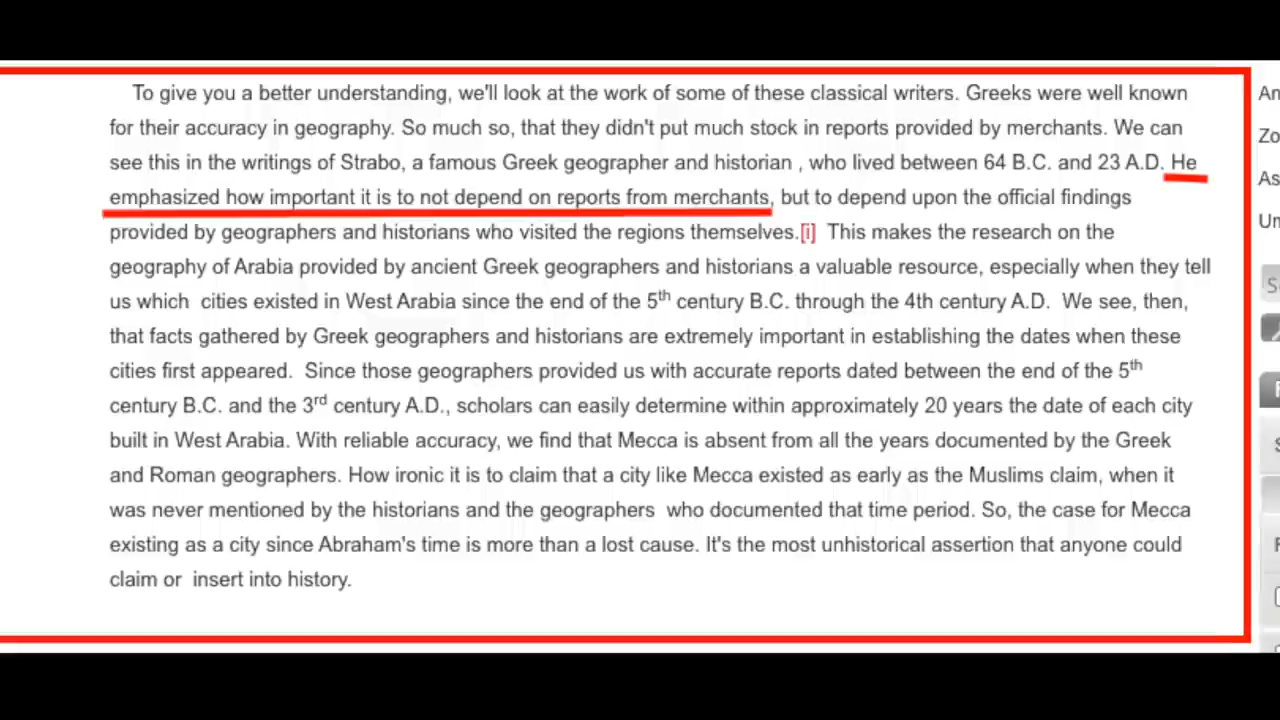 To give you a better understanding, we'll look at the work of some of these classical writers. Greeks were well known
for their accuracy in geography. So much so, that they didn't put much stock in reports provided by merchants. We can
see this in the writings of Strabo, a famous Greek geographer and historian , who lived between 64 B.C. and 23 A.D. He
emphasized how important it is to not depend on reports from merchants, but to depend upon the official findings
provided by geographers and historians who visited the regions themselves.[i] This makes the research on the
geography of Arabia provided by ancient Greek geographers and historians a valuable resource, especially when they tell
us which cities existed in West Arabia since the end of the 5th century B.C. through the 4th century A.D. We see, then,
that facts gathered by Greek geographers and historians are extremely important in establishing the dates when these
cities first appeared. Since those geographers provided us with accurate reports dated between the end of the 5th
century B.C. and the 3rd century A.D., scholars can easily determine within approximately 20 years the date of each city
built in West Arabia. With reliable accuracy, we find that Mecca is absent from all the years documented by the Greek
and Roman geographers. How ironic it is to claim that a city like Mecca existed as early as the Muslims claim, when it
was never mentioned by the historians and the geographers who documented that time period. So, the case for Mecca
existing as a city since Abraham's time is more than a lost cause. It's the most unhistorical assertion that anyone could
claim or insert into history.